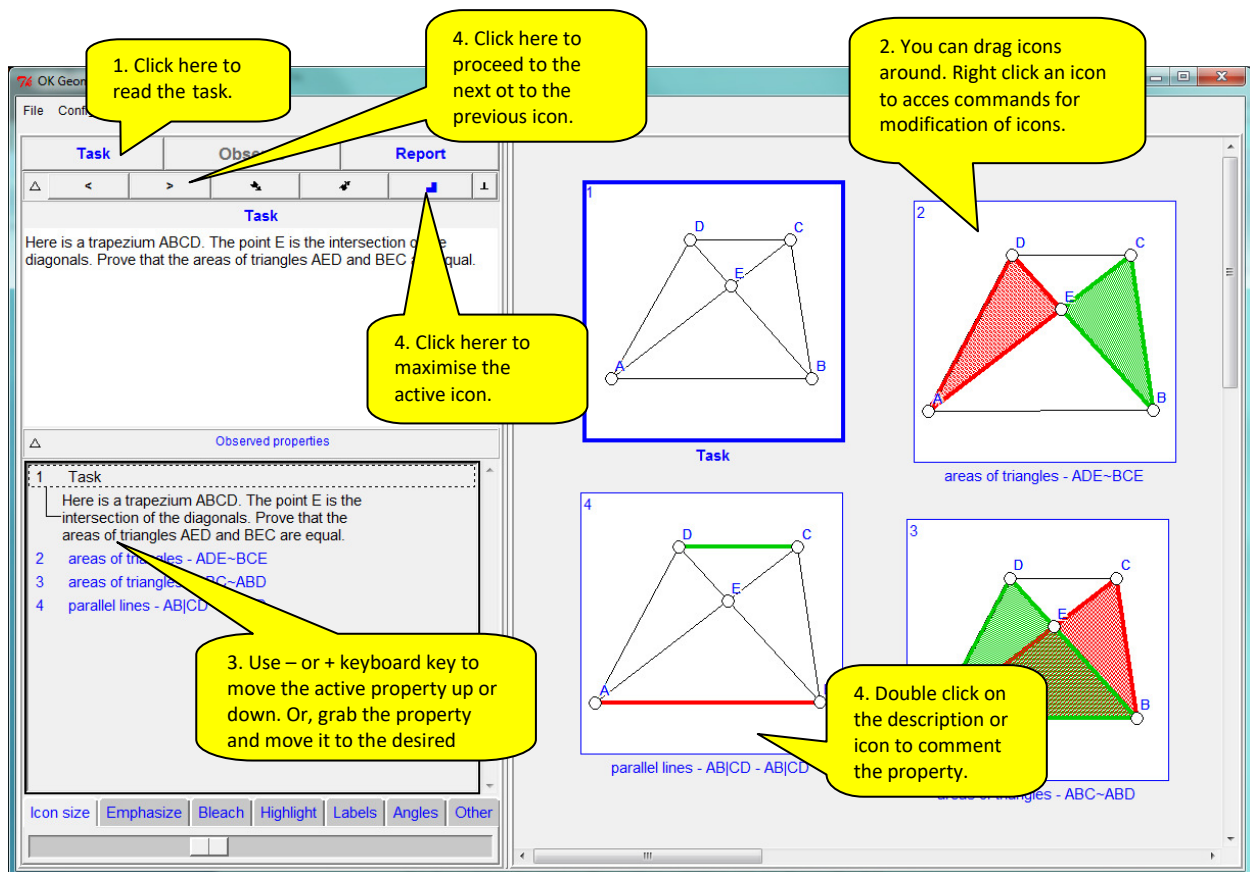 1. Click here to
read the task.
4. Click here to
proceed to the
next ot to the
previous icon.
2. You can drag icons
around. Right click an icon
to acces commands for
modification of icons.
OK Geom
File
Task
Report
<
>
Task
Here is a trapezium ABCD. The point E is the intersection
diagonals. Prove that the areas of triangles AED and BEC
4. Click herer to
maximise the
active icon.
Observed properties
1 Task
Here is a trapezium ABCD. The point E is the
intersection of the diagonals. Prove that the
areas of triangles AED and BEC are equal.
2 areas of triangles - ADE~BCE
3 areas of triangles ABC~ABD
4 parallel lines - AB|CD
3. Use – or + keyboard key to
move the active property up or
down. Or, grab the property
and move it to the desired
Icon size Emphasize Bleach Highlight Labels Angles Other
1
D C
E
A B
Task
2
D C
E
A B
areas of triangles - ADE~BCE
4
D C
E
A
parallel lines - AB|CD - AB|CD
3
D C
E
B
areas of triangles - ABC~ABD
4. Double click on
the description or
icon to comment
the property.